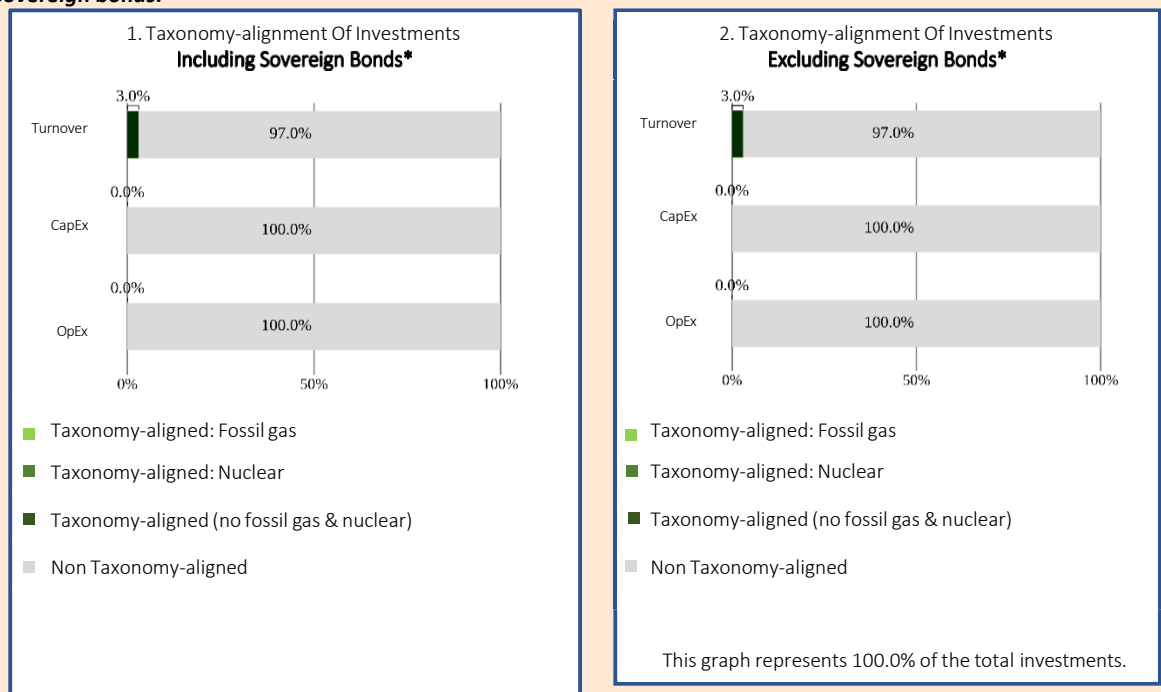 sovereign bonds.
1. Taxonomy-alignment Of Investments
Including Sovereign Bonds*
3.0%
Turnover
97.0%
0.0%
CapEx
100.0%
0.0%
OpEx
100.0%
0%
50%
100%
Taxonomy-aligned: Fossil gas
Taxonomy-aligned: Nuclear
Taxonomy-aligned (no fossil gas & nuclear)
Non Taxonomy-aligned
2. Taxonomy-alignment Of Investments
Excluding Sovereign Bonds*
3.0%
Turnover
97.0%
0.0%
CapEx
100.0%
0.0%
OpEx
100.0%
0%
50%
100%
Taxonomy-aligned: Fossil gas
Taxonomy-aligned: Nuclear
Taxonomy-aligned (no fossil gas & nuclear)
Non Taxonomy-aligned
This graph represents 100.0% of the total investments.